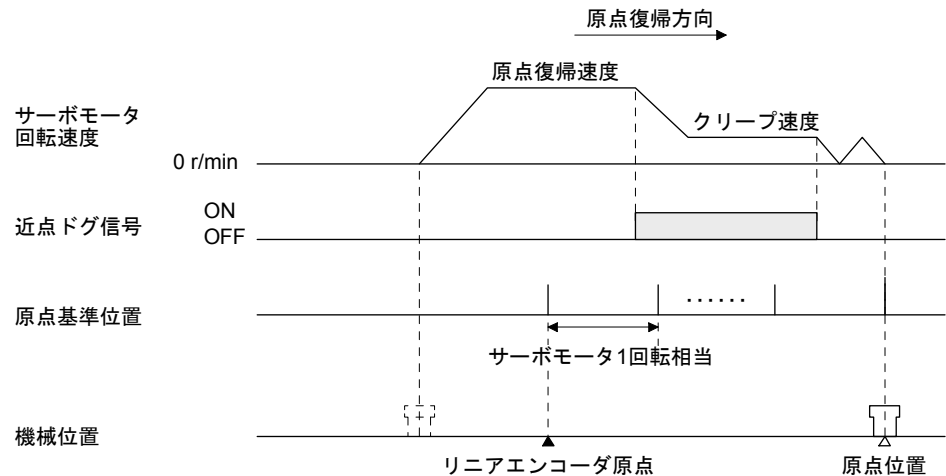 原点復帰方向
原点復帰速度
サーボモータ
回転速度
クリープ速度
0 r/min
近点ドグ信号
ON
OFF
原点基準位置
......
サーボモータ1回転相当
機械位置
リニアエンコーダ原点
原点位置